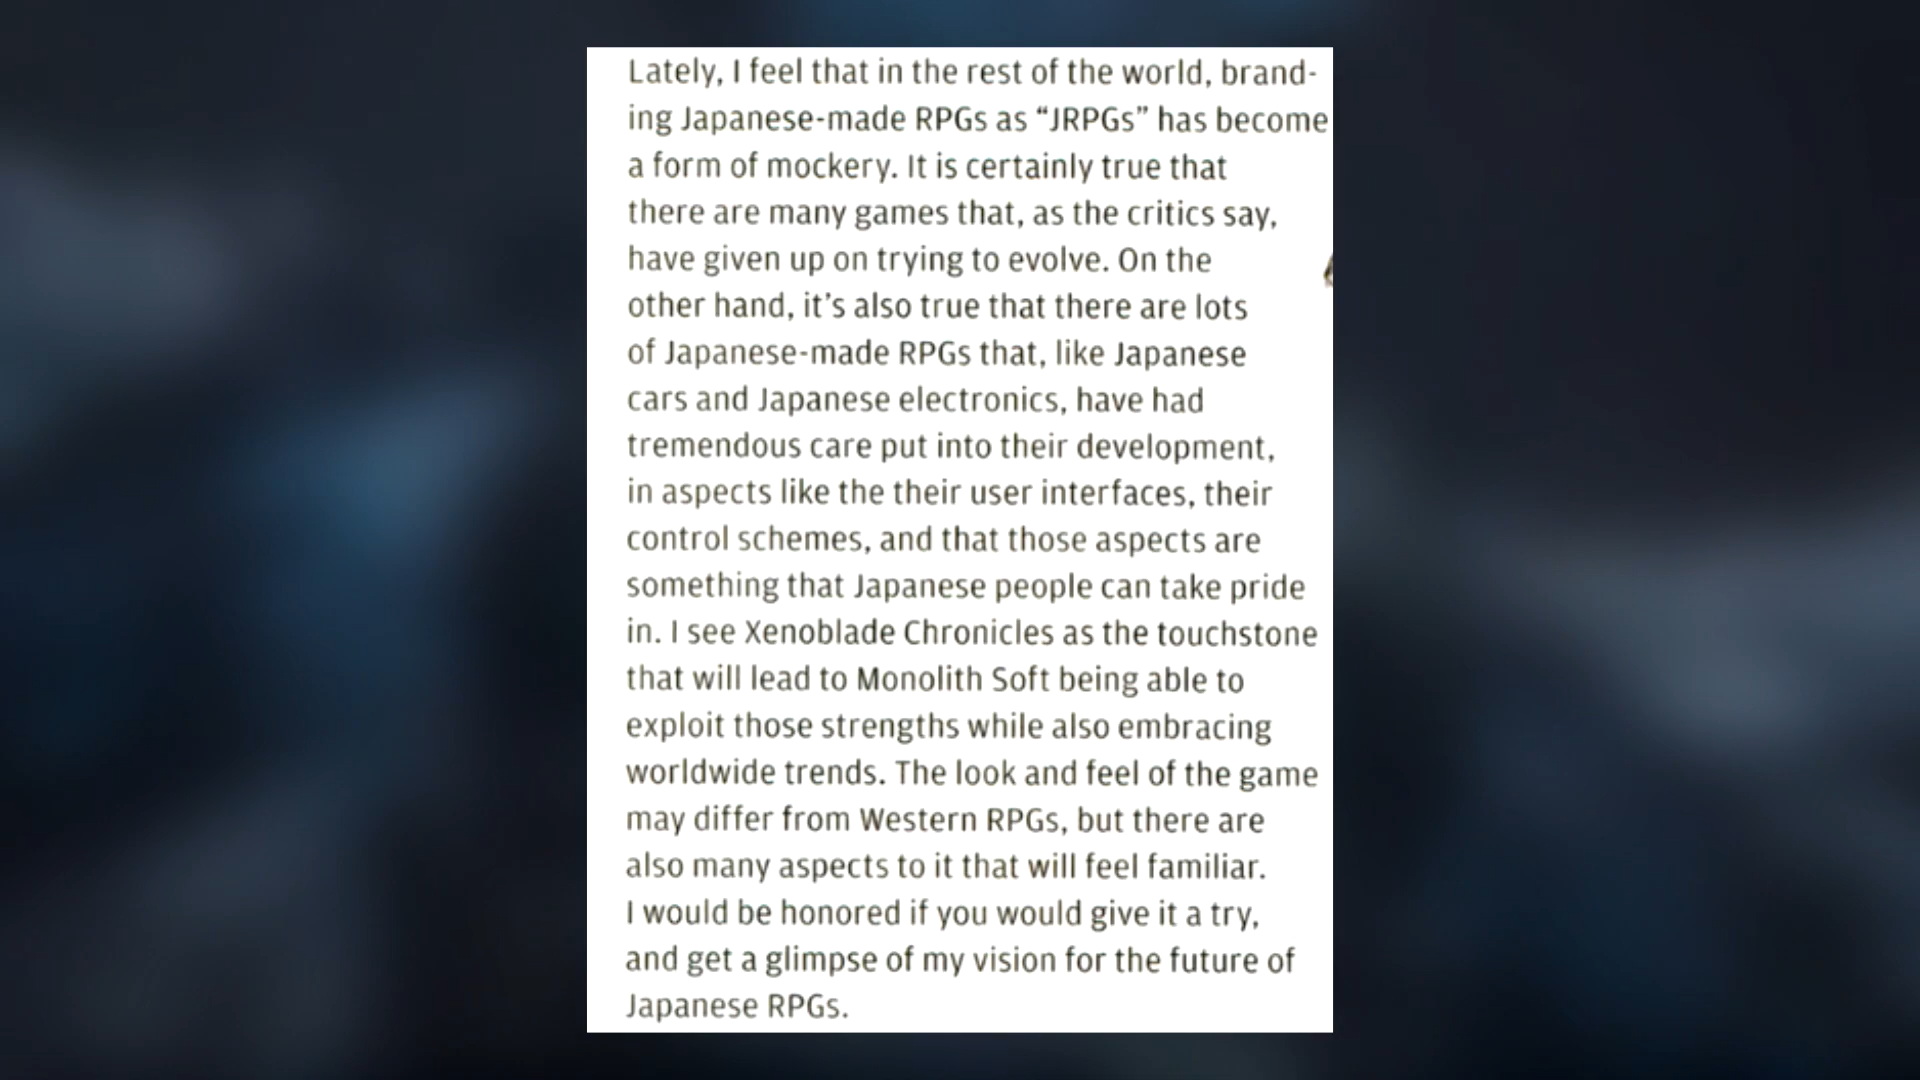 Lately, I feel that in the rest of the world, brand-
ing Japanese-made RPGs as “JRPGs” has become
a form of mockery. It is certainly true that
there are many games that, as the critics say,
have given up on trying to evolve. On the
other hand, it’s also true that there are lots
of Japanese-made RPGs that, like Japanese
cars and Japanese electronics, have had
tremendous care put into their development,
in aspects like the their user interfaces, their
control schemes, and that those aspects are
something that Japanese people can take pride
in. I see Xenoblade Chronicles as the touchstone
that will lead to Monolith Soft being able to
exploit those strengths while also embracing
worldwide trends. The look and feel of the game
may differ from Western RPGs, but there are
also many aspects to it that will feel familiar.
I would be honored if you would give it a try,
and get a glimpse of my vision for the future of
Japanese RPGs.